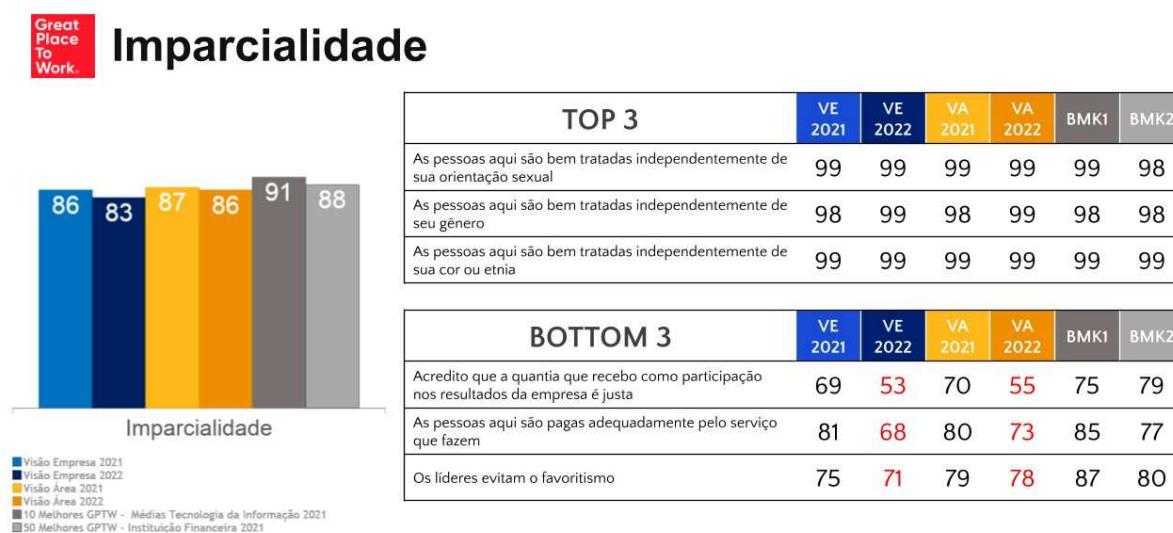 Great
Place
To
Work.
Imparcialidade
86
83
87
86
91
88
Imparcialidade
Visão Empresa 2021
Visão Empresa 2022
Visão Área 2021
Visão Área 2022
10 Melhores GPTW - Médias Tecnologia da Informação 2021
50 Melhores GPTW - Instituição Financeira 2021
TOP 3 VE 2021 VE 2022 VA 2021 VA 2022 BMK1 BMK2
As pessoas aqui são bem tratadas independentemente de
sua orientação sexual
99 99 99 99 99 98
As pessoas aqui são bem tratadas independentemente de
seu gênero
98 99 98 99 98 98
As pessoas aqui são bem tratadas independentemente de
sua cor ou etnia
99 99 99 99 99 99
BOTTOM 3 VE 2021 VE 2022 VA 2021 VA 2022 BMK1 BMK2
Acredito que a quantia que recebo como participação
nos resultados da empresa é justa
69 53 70 55 75 79
As pessoas aqui são pagas adequadamente pelo serviço
que fazem
81 68 80 73 85 77
Os líderes evitam o favoritismo
75 71 79 78 87 80